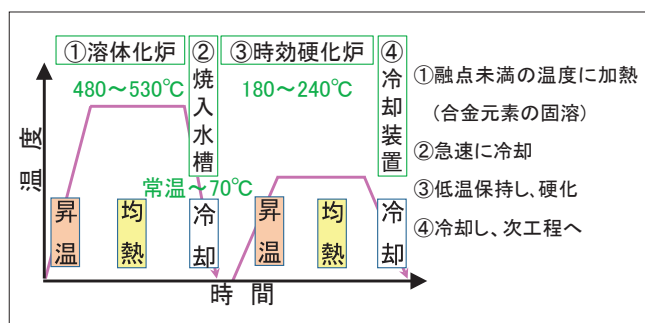 ①溶体化炉
②焼入水槽
③時効硬化炉
④冷却装置
480～530℃
180～240℃
常温～70℃
温度
昇温
均熱
冷却
昇温
均熱
冷却
時間
①融点未満の温度に加熱
（合金元素の固溶）
②急速に冷却
③低温保持し、硬化
④冷却し、次工程へ